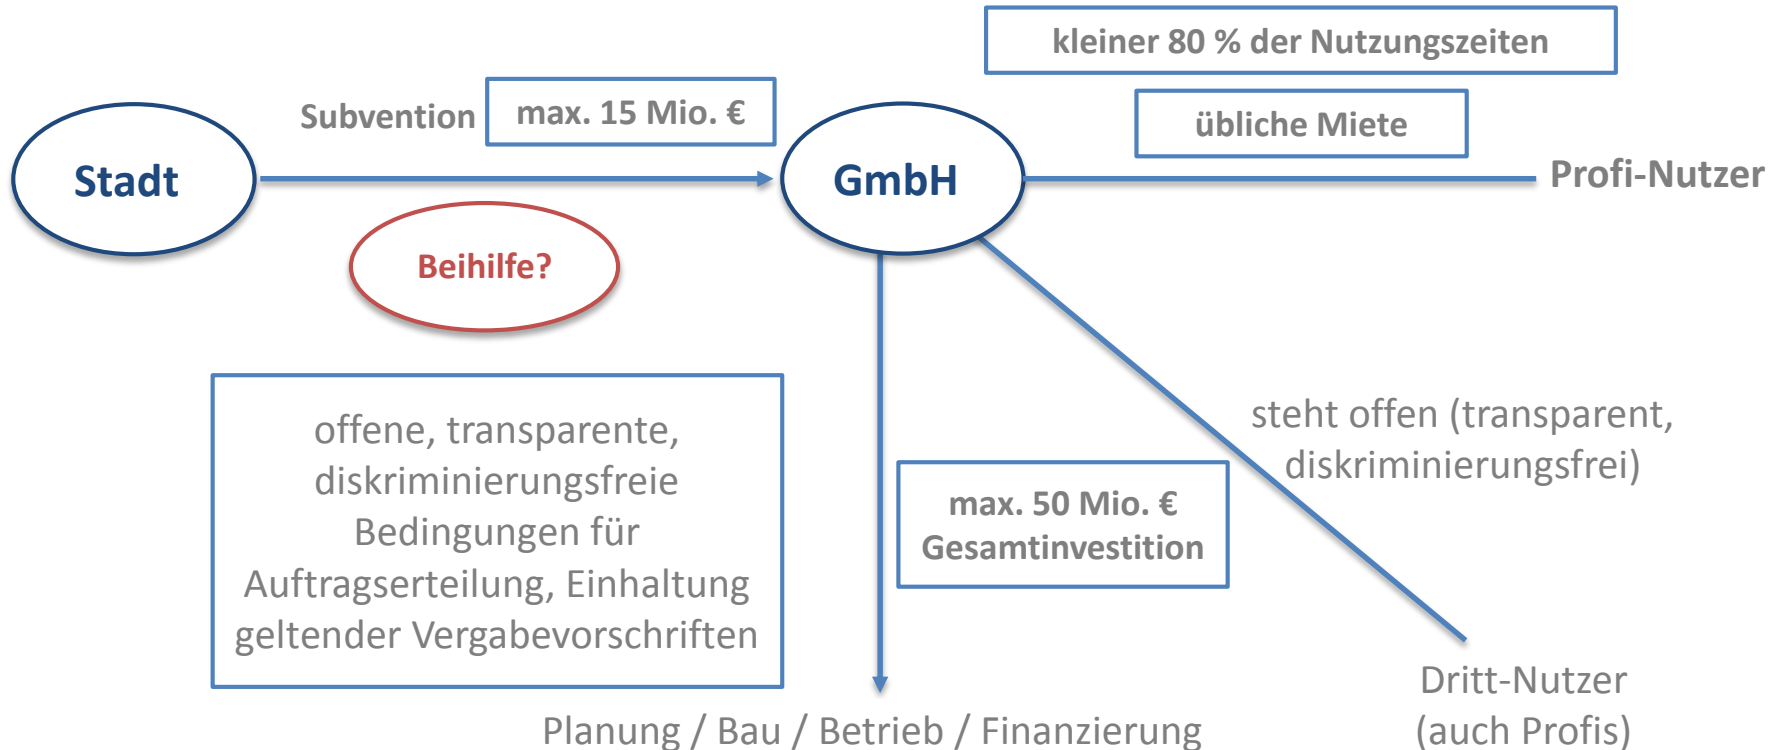 kleiner 80 % der Nutzungszeiten
Subvention
max. 15 Mio. €
übliche Miete
Stadt
GmbH
Profi-Nutzer
Beihilfe?
offene, transparente,
diskriminierungsfreie
Bedingungen für
Auftragserteilung, Einhaltung
geltender Vergabevorschriften
steht offen (transparent,
diskriminierungsfrei)
max. 50 Mio. €
Gesamtinvestition
Dritt-Nutzer
(auch Profis)
Planung / Bau / Betrieb / Finanzierung